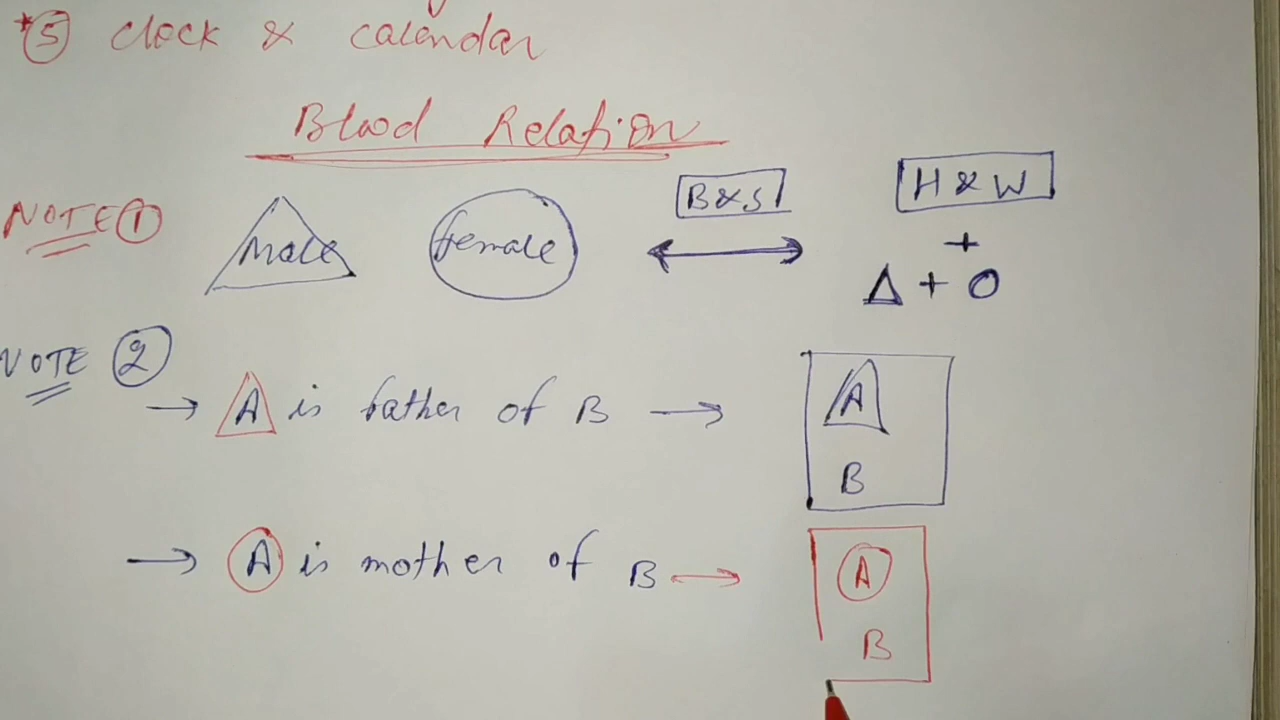 *⑤ clock & calendar
Blood Relation
NOTE ① Male female B&S H & W
+
Δ + O
NOTE ②
→ A is father of B → A
B
→ A is mother of B → A
B